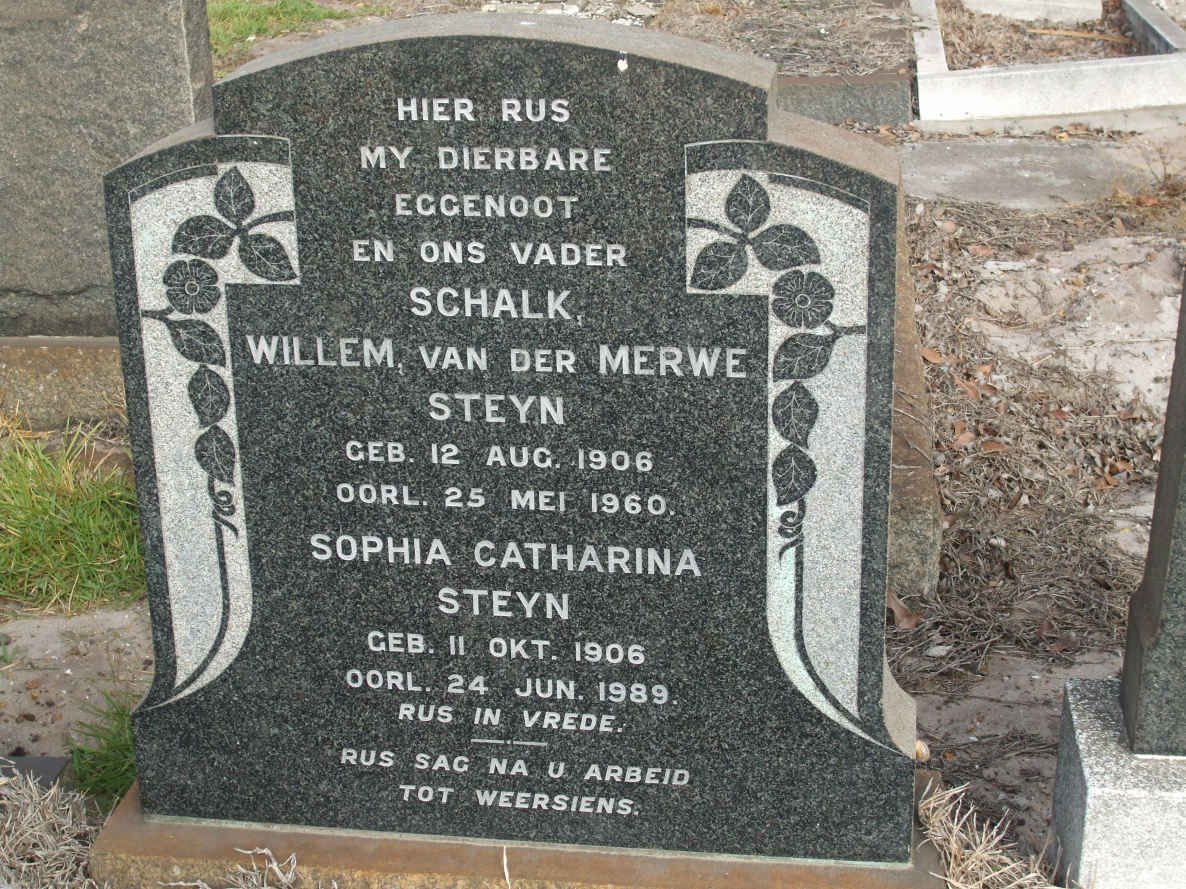 HIER RUS
MY DIERBARE
EGGENOOT
EN ONS VADER
SCHALK,
WILLEM, VAN DER MERWE
STEYN
GEB. 12 AUG. 1906
OORL. 25 MEI 1960.
SOPHIA CATHARINA
STEYN
GEB. 11 OKT. 1906
OORL. 24 JUN. 1989.
RUS IN VREDE.
RUS SAG NA U ARBEID
TOT WEERSIENS.